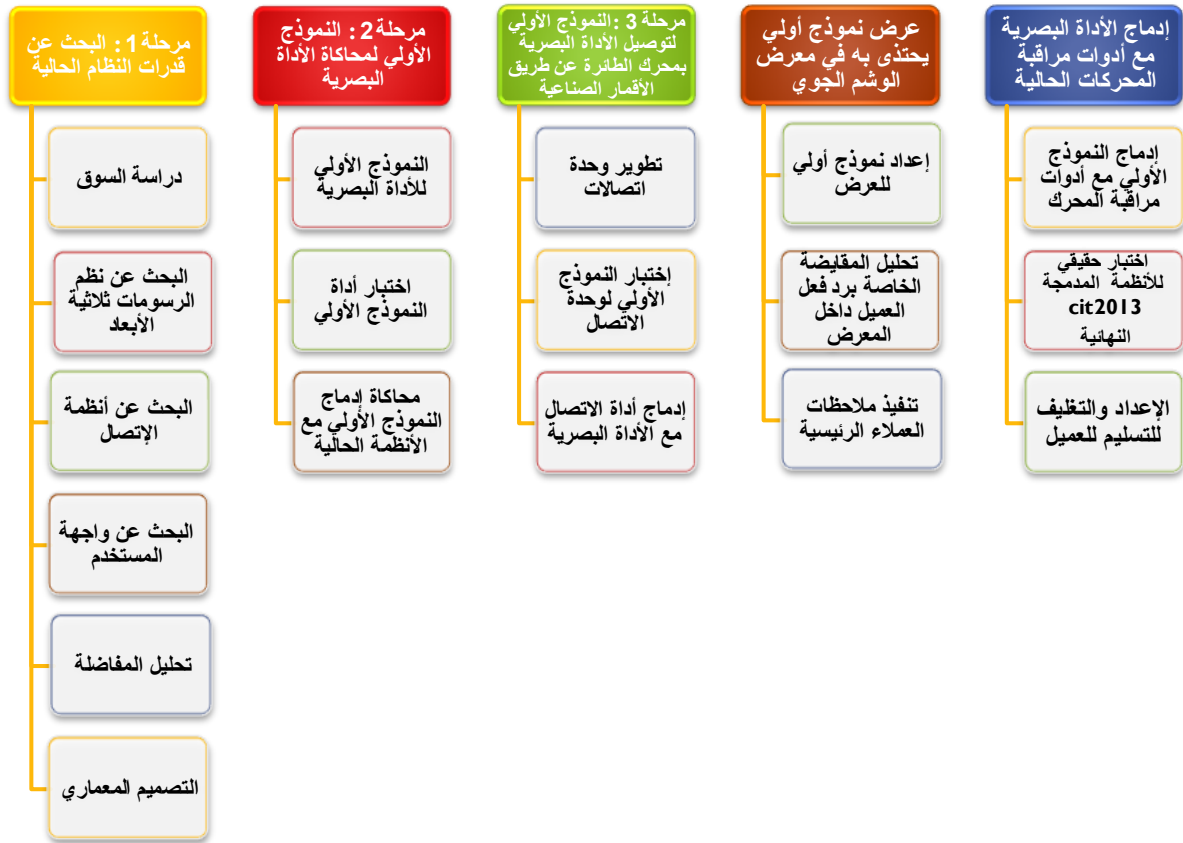 مرحلة 1 : البحث عن
قدرات النظام الحالية
دراسة السوق
البحث عن نظم
الرسومات ثلاثية
الأبعاد
البحث عن أنظمة
الإتصال
البحث عن واجهة
المستخدم
تحليل المفاضلة
التصميم المعماري
مرحلة 2 : النموذج
الأولي لمحاكاة الأداة
البصرية
النموذج الأولي
للأداة البصرية
اختبار أداة
النموذج الأولي
محاكاة إدماج
النموذج الأولي مع
الأنظمة الحالية
مرحلة 3 :النموذج الأولي
لتوصيل الأداة البصرية
بمحرك الطائرة عن طريق
الأقمار الصناعية
تطوير وحدة
اتصالات
إختبار النموذج
الأولي لوحدة
الاتصال
إدماج أداة الاتصال
مع الأداة البصرية
عرض نموذج أولي
يحتذى به في معرض
الوشم الجوي
إعداد نموذج أولي
للعرض
تحليل المقايضة
الخاصة برد فعل
العميل داخل
المعرض
تنفيذ ملاحظات
العملاء الرئيسية
إدماج الأداة البصرية
مع أدوات مراقبة
المحركات الحالية
إدماج النموذج
الأولي مع أدوات
مراقبة المحرك
اختبار حقيقي
للأنظمة المدمجة
cit2013
النهائية
الإعداد والتغليف
للتسليم للعميل